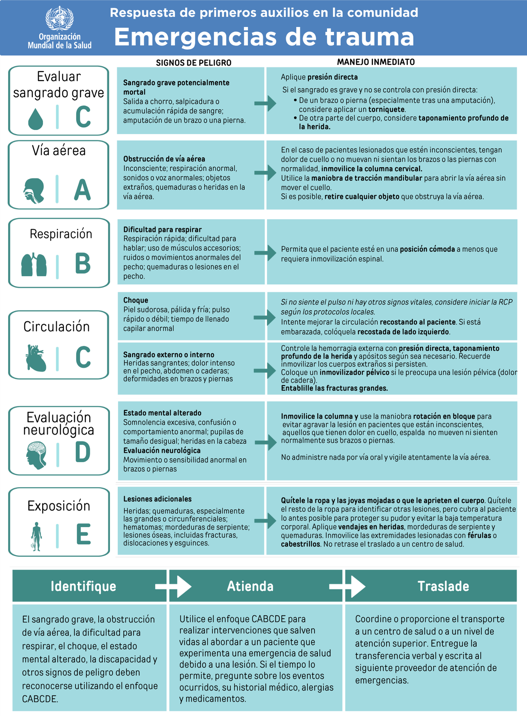 Organización
Mundial de la Salud
Respuesta de primeros auxilios en la comunidad
Emergencias de trauma
SIGNOS DE PELIGRO
MANEJO INMEDIATO
Evaluar
sangrado grave
C
Sangrado grave potencialmente
mortal
Salida a chorro, salpicadura o
acumulación rápida de sangre;
amputación de un brazo o una pierna.
Aplique presión directa
Si el sangrado es grave y no se controla con presión directa:
• De un brazo o pierna (especialmente tras una amputación),
considere aplicar un torniquete.
• De otra parte del cuerpo, considere taponamiento profundo de
la herida.
Vía aérea
A
Obstrucción de vía aérea
Inconsciente; respiración anormal,
sonidos o voz anormales; objetos
extraños, quemaduras o heridas en la
vía aérea.
En el caso de pacientes lesionados que estén inconscientes, tengan
dolor de cuello o no muevan ni sientan los brazos o las piernas con
normalidad, inmovilice la columna cervical.
Utilice la maniobra de tracción mandibular para abrir la vía aérea sin
mover el cuello.
Si es posible, retire cualquier objeto que obstruya la vía aérea.
Respiración
B
Dificultad para respirar
Respiración rápida; dificultad para
hablar; uso de músculos accesorios;
ruidos o movimientos anormales del
pecho; quemaduras o lesiones en el
pecho.
Permita que el paciente esté en una posición cómoda a menos que
requiera inmovilización espinal.
Circulación
C
Choque
Piel sudorosa, pálida y fría; pulso
rápido o débil; tiempo de llenado
capilar anormal
Si no siente el pulso ni hay otros signos vitales, considere iniciar la RCP
según los protocolos locales.
Intente mejorar la circulación recostando al paciente. Si está
embarazada, colóquela recostada de lado izquierdo.
Sangrado externo o interno
Heridas sangrantes; dolor intenso
en el pecho, abdomen o caderas;
deformidades en brazos y piernas
Controle la hemorragia externa con presión directa, taponamiento
profundo de la herida y apósitos según sea necesario. Recuerde
inmovilizar los cuerpos extraños si persisten.
Coloque un inmovilizador pélvico si le preocupa una lesión pélvica (dolor
de cadera).
Entablille las fracturas grandes.
Evaluación
neurológica
D
Estado mental alterado
Somnolencia excesiva, confusión o
comportamiento anormal; pupilas de
tamaño desigual; heridas en la cabeza
Evaluación neurológica
Movimiento o sensibilidad anormal en
brazos o piernas
Inmovilice la columna y use la maniobra rotación en bloque para
evitar agravar la lesión en pacientes que están inconscientes,
aquellos que tienen dolor en cuello, espalda no mueven ni sienten
normalmente sus brazos o piernas.
No administre nada por vía oral y vigile atentamente la vía aérea.
Exposición
E
Lesiones adicionales
Heridas; quemaduras, especialmente
las grandes o circunferenciales;
hematomas; mordeduras de serpiente;
lesiones óseas, incluidas fracturas,
dislocaciones y esguinces.
Quítele la ropa y las joyas mojadas o que le aprieten el cuerpo. Quítele
el resto de la ropa para identificar otras lesiones, pero cubra al paciente
lo antes posible para proteger su pudor y evitar la baja temperatura
corporal. Aplique vendajes en heridas, mordeduras de serpiente y
quemaduras. Inmovilice las extremidades lesionadas con férulas o
cabestrillos. No retrase el traslado a un centro de salud.
Identifique
Atienda
Traslade
El sangrado grave, la obstrucción
de vía aérea, la dificultad para
respirar, el choque, el estado
mental alterado, la discapacidad y
otros signos de peligro deben
reconocerse utilizando el enfoque
CABCDE.
Utilice el enfoque CABCDE para
realizar intervenciones que salven
vidas al abordar a un paciente que
experimenta una emergencia de salud
debido a una lesión. Si el tiempo lo
permite, pregunte sobre los eventos
ocurridos, su historial médico, alergias
y medicamentos.
Coordine o proporcione el transporte
a un centro de salud o a un nivel de
atención superior. Entregue la
transferencia verbal y escrita al
siguiente proveedor de atención de
emergencias.